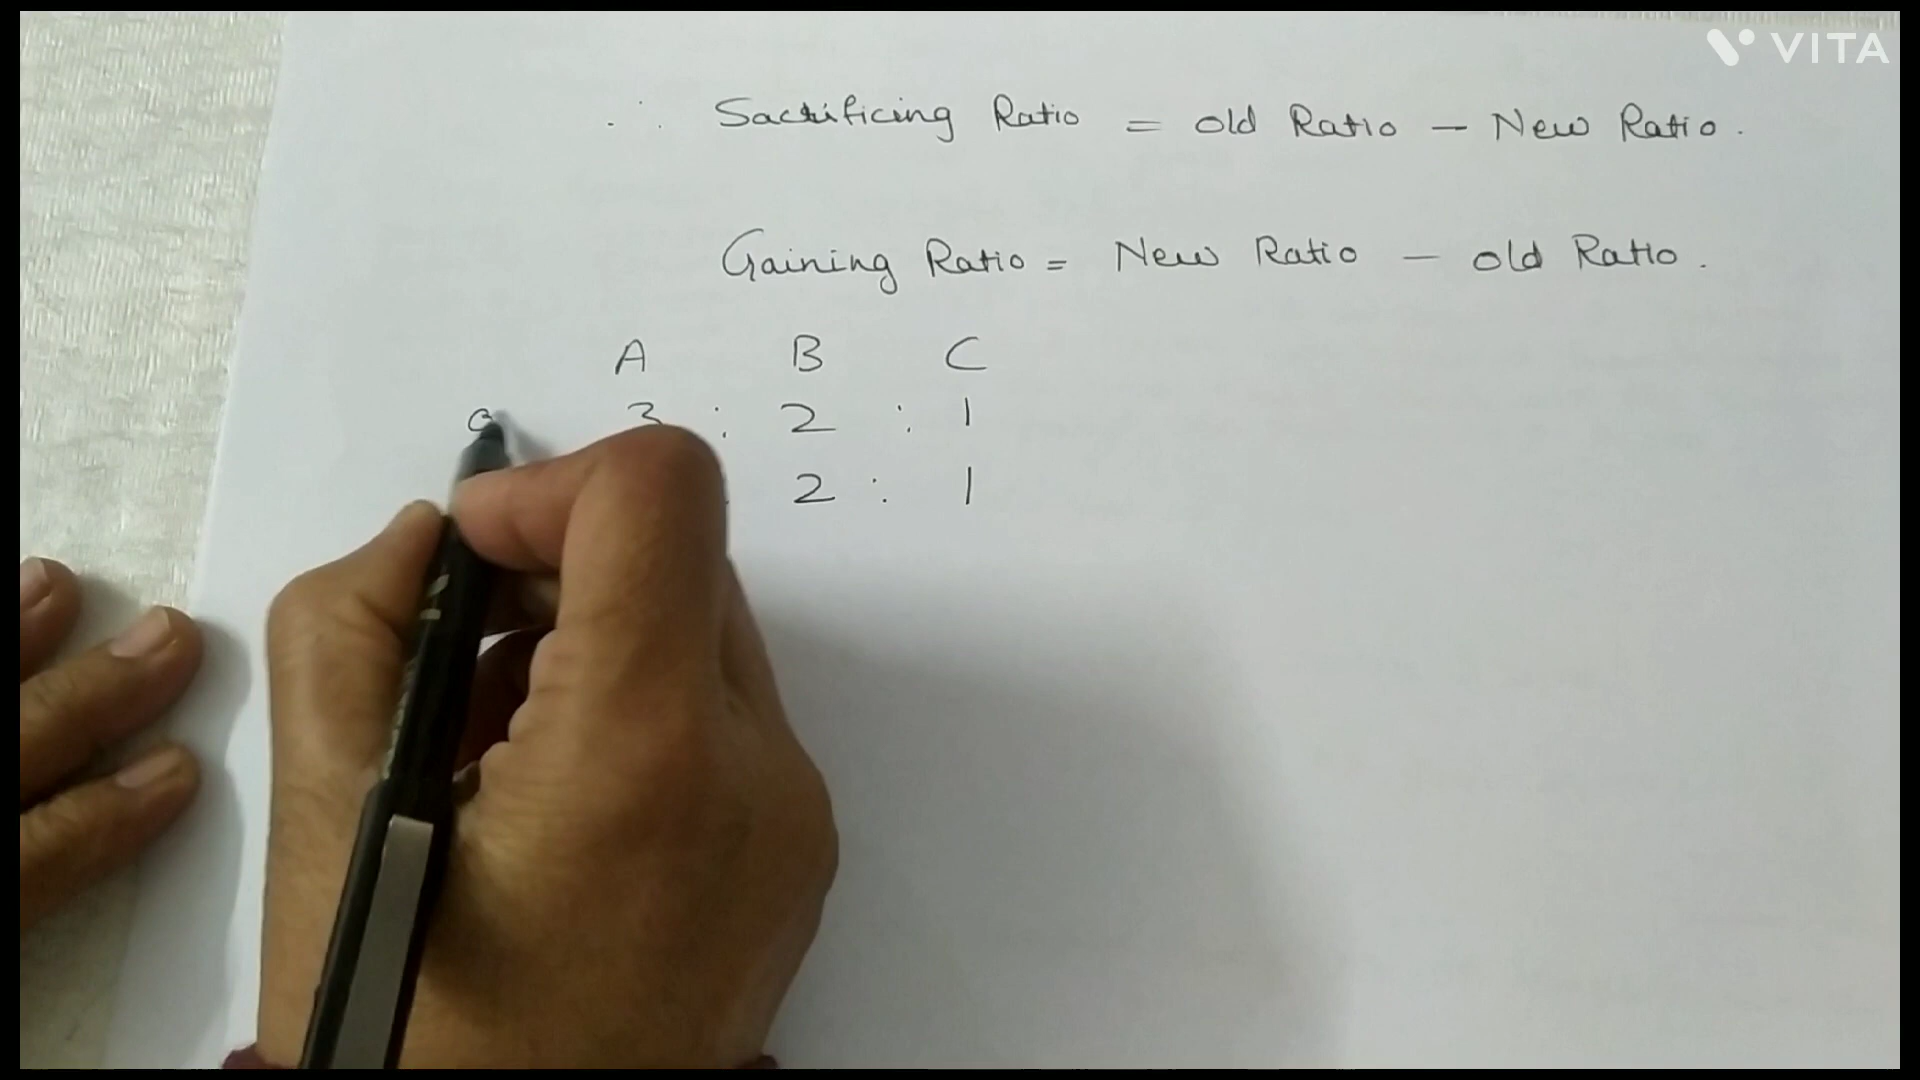 VITA
∴ Sacrificing Ratio = old Ratio - New Ratio.
Gaining Ratio = New Ratio - old Ratio.
A B C
3 : 2 : 1
2 : 1